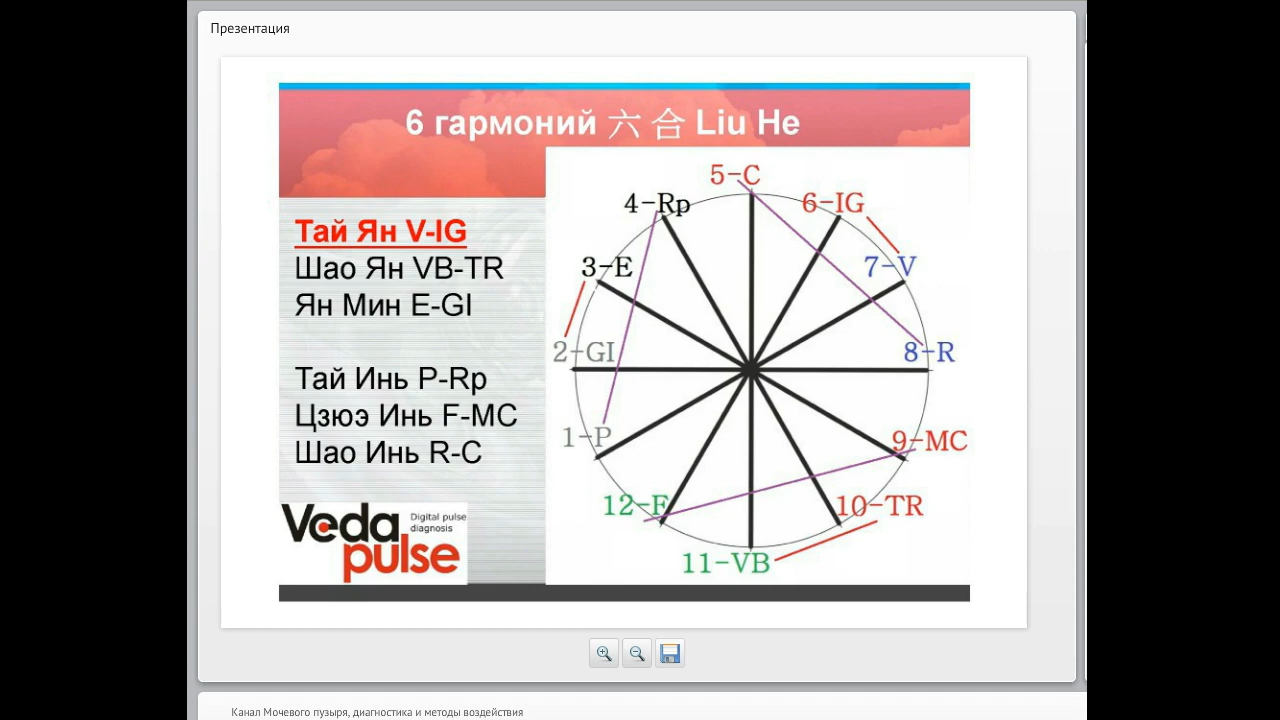 Презентация
6 гармоний 六合 Liu He
Тай Ян V-IG
Шао Ян VB-TR
Ян Мин E-GI
Тай Инь P-Rp
Цзюэ Инь F-MC
Шао Инь R-C
5-C
4-Rp
6-IG
3-E
7-V
2-GI
8-R
1-P
9-MC
12-F
10-TR
11-VB
Veda
Digital pulse
diagnosis
pulse
Канал Мочевого пузыря, диагностика и методы воздействия